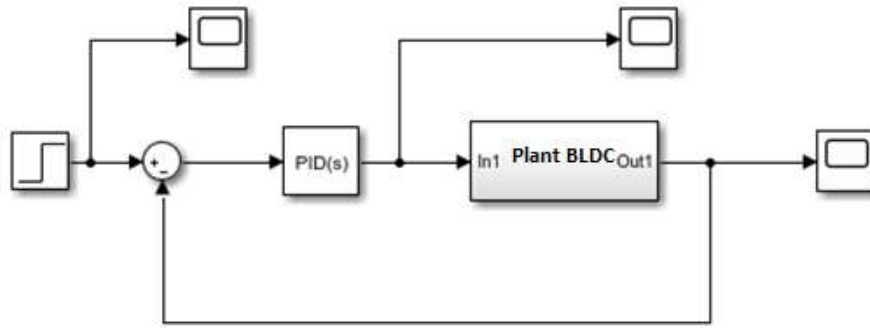 +
−
PID(s)
In1
Plant BLDC
Out1